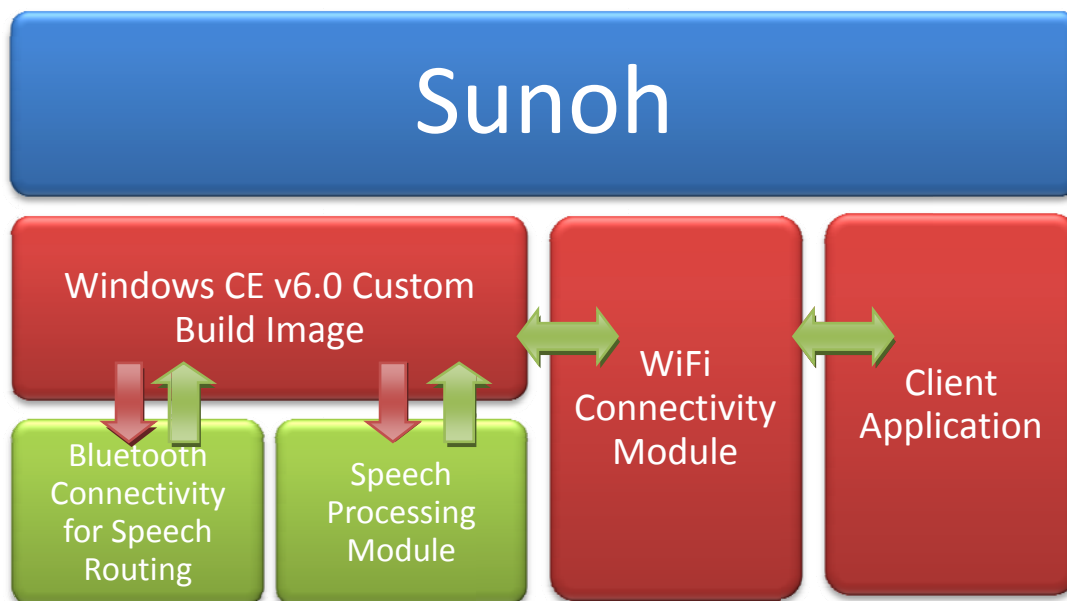 Sunoh
Windows CE v6.0 Custom
Build Image
Bluetooth
Connectivity
for Speech
Routing
Speech
Processing
Module
WiFi
Connectivity
Module
Client
Application